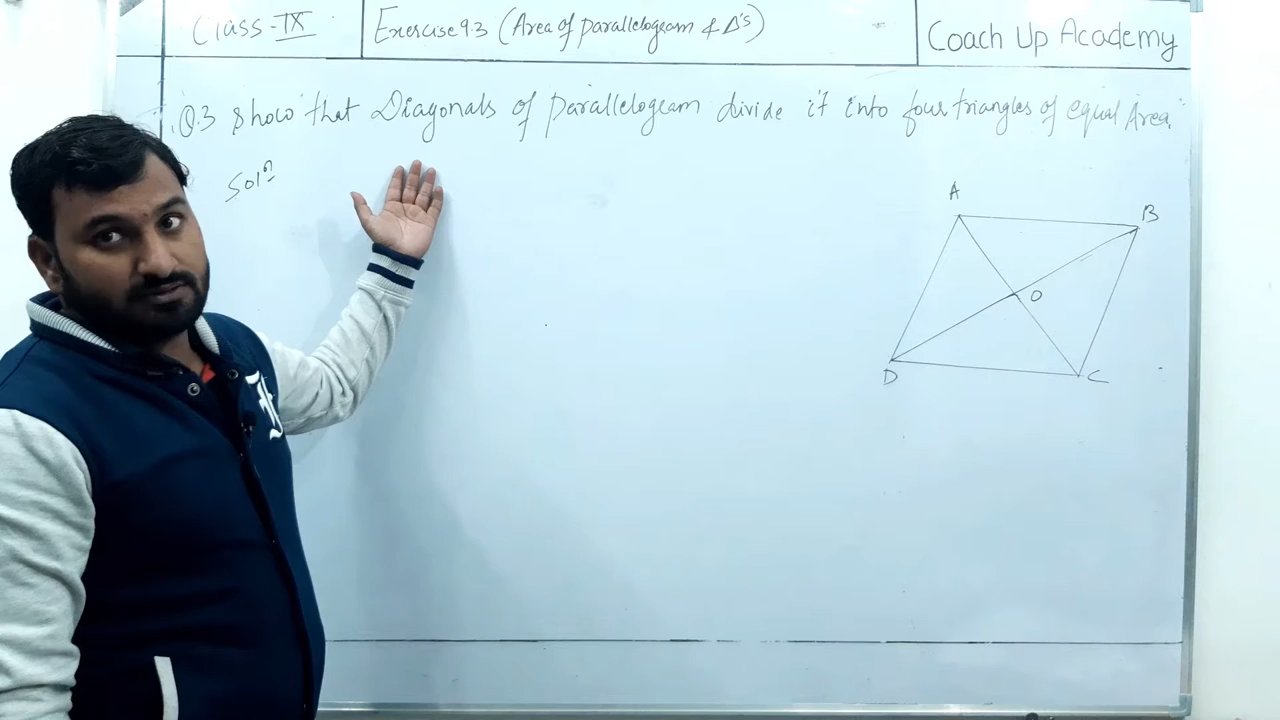 Class-IX
Exercise 9.3 (Area of parallelogram & Δ's)
Coach Up Academy
Q.3 Show that Diagonals of parallelogram divide it into four triangles of equal Area.
Solⁿ
A
B
O
D
C